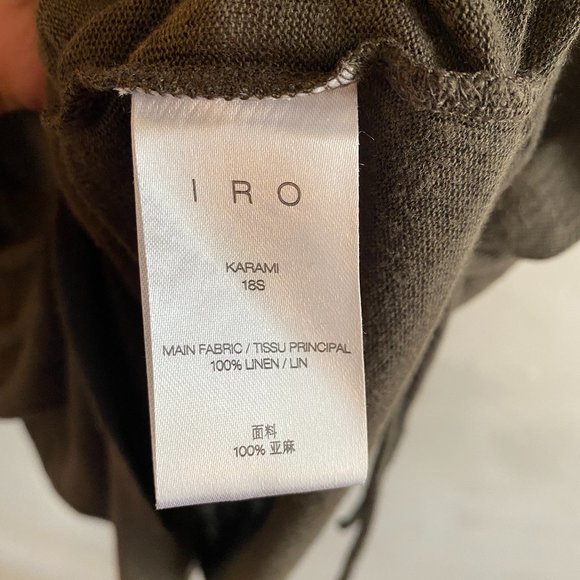 IRO
KARAMI
18S
MAIN FABRIC / TISSU PRINCIPAL
100% LINEN / LIN
面料
100% 亚麻